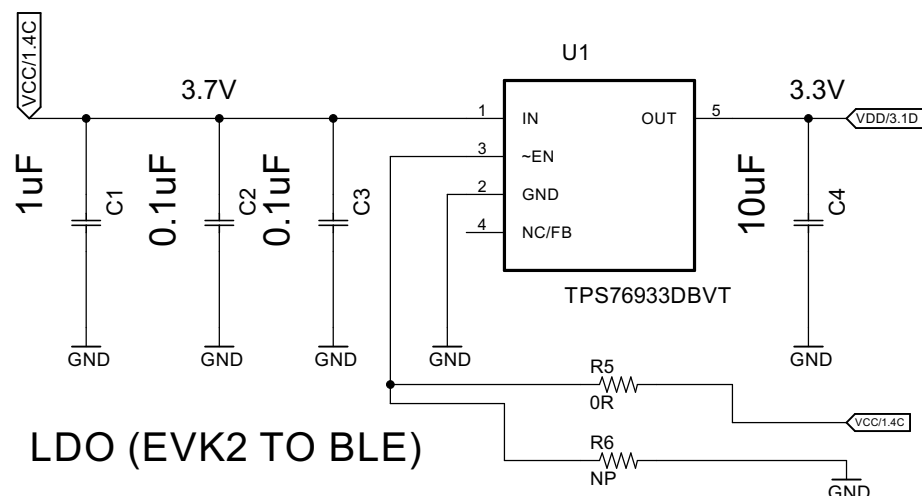 VCC/1.4C
U1
3.7V
3.3V
1
IN
OUT
5
VDD/3.1D
3
~EN
1uF
C1
0.1uF
C2
0.1uF
C3
2
GND
10uF
C4
4
NC/FB
TPS76933DBVT
GND
GND
GND
GND
GND
R5
0R
VCC/1.4C
LDO (EVK2 TO BLE)
R6
NP
GND